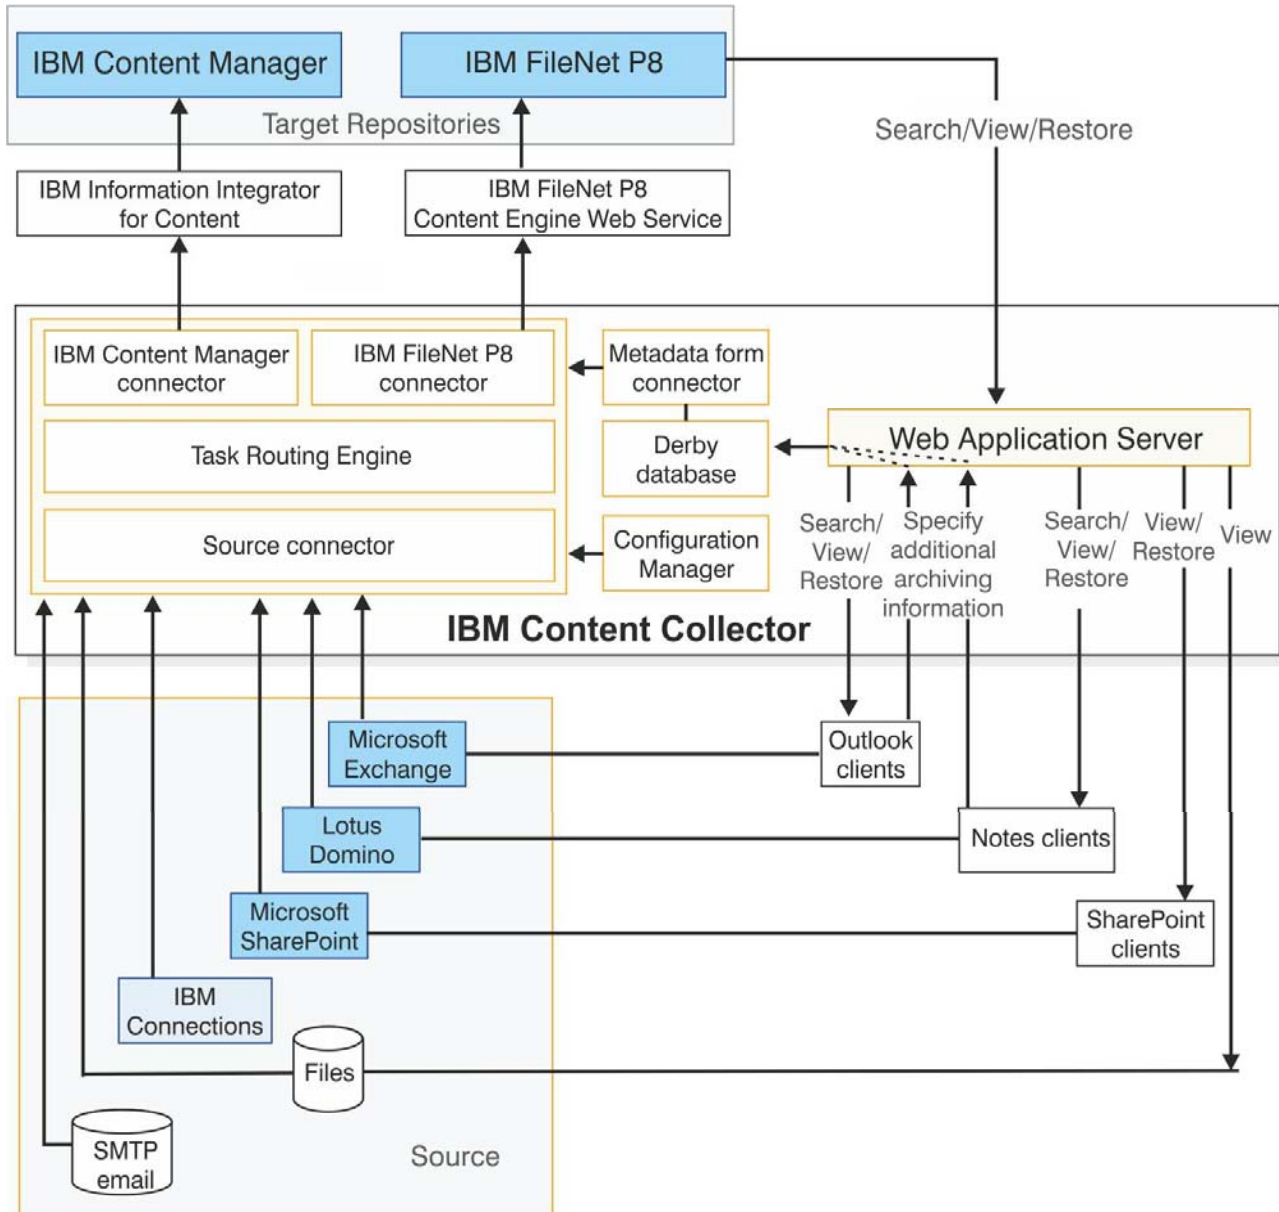 IBM Content Manager
IBM FileNet P8
Target Repositories
Search/View/Restore
IBM Information Integrator
for Content
IBM FileNet P8
Content Engine Web Service
IBM Content Manager
connector
IBM FileNet P8
connector
Metadata form
connector
Task Routing Engine
Derby
database
Web Application Server
Source connector
Configuration
Manager
Search/
View/
Restore
Specify
additional
archiving
information
Search/
View/
Restore
View/
Restore
View
IBM Content Collector
Microsoft
Exchange
Outlook
clients
Lotus
Domino
Notes clients
Microsoft
SharePoint
SharePoint
clients
IBM
Connections
Files
SMTP
email
Source